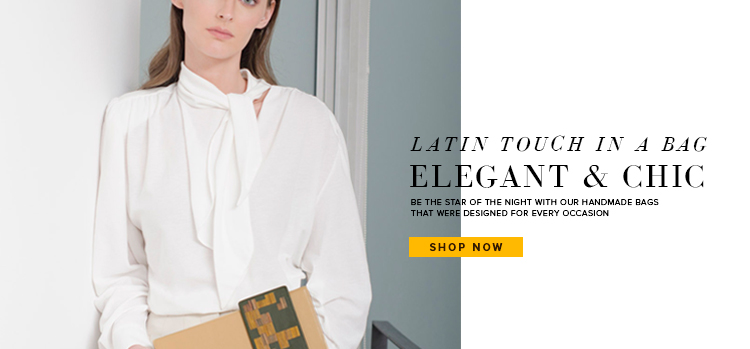 LATIN TOUCH IN A BAG
ELEGANT & CHIC
BE THE STAR OF THE NIGHT WITH OUR HANDMADE BAGS
THAT WERE DESIGNED FOR EVERY OCCASION
SHOP NOW